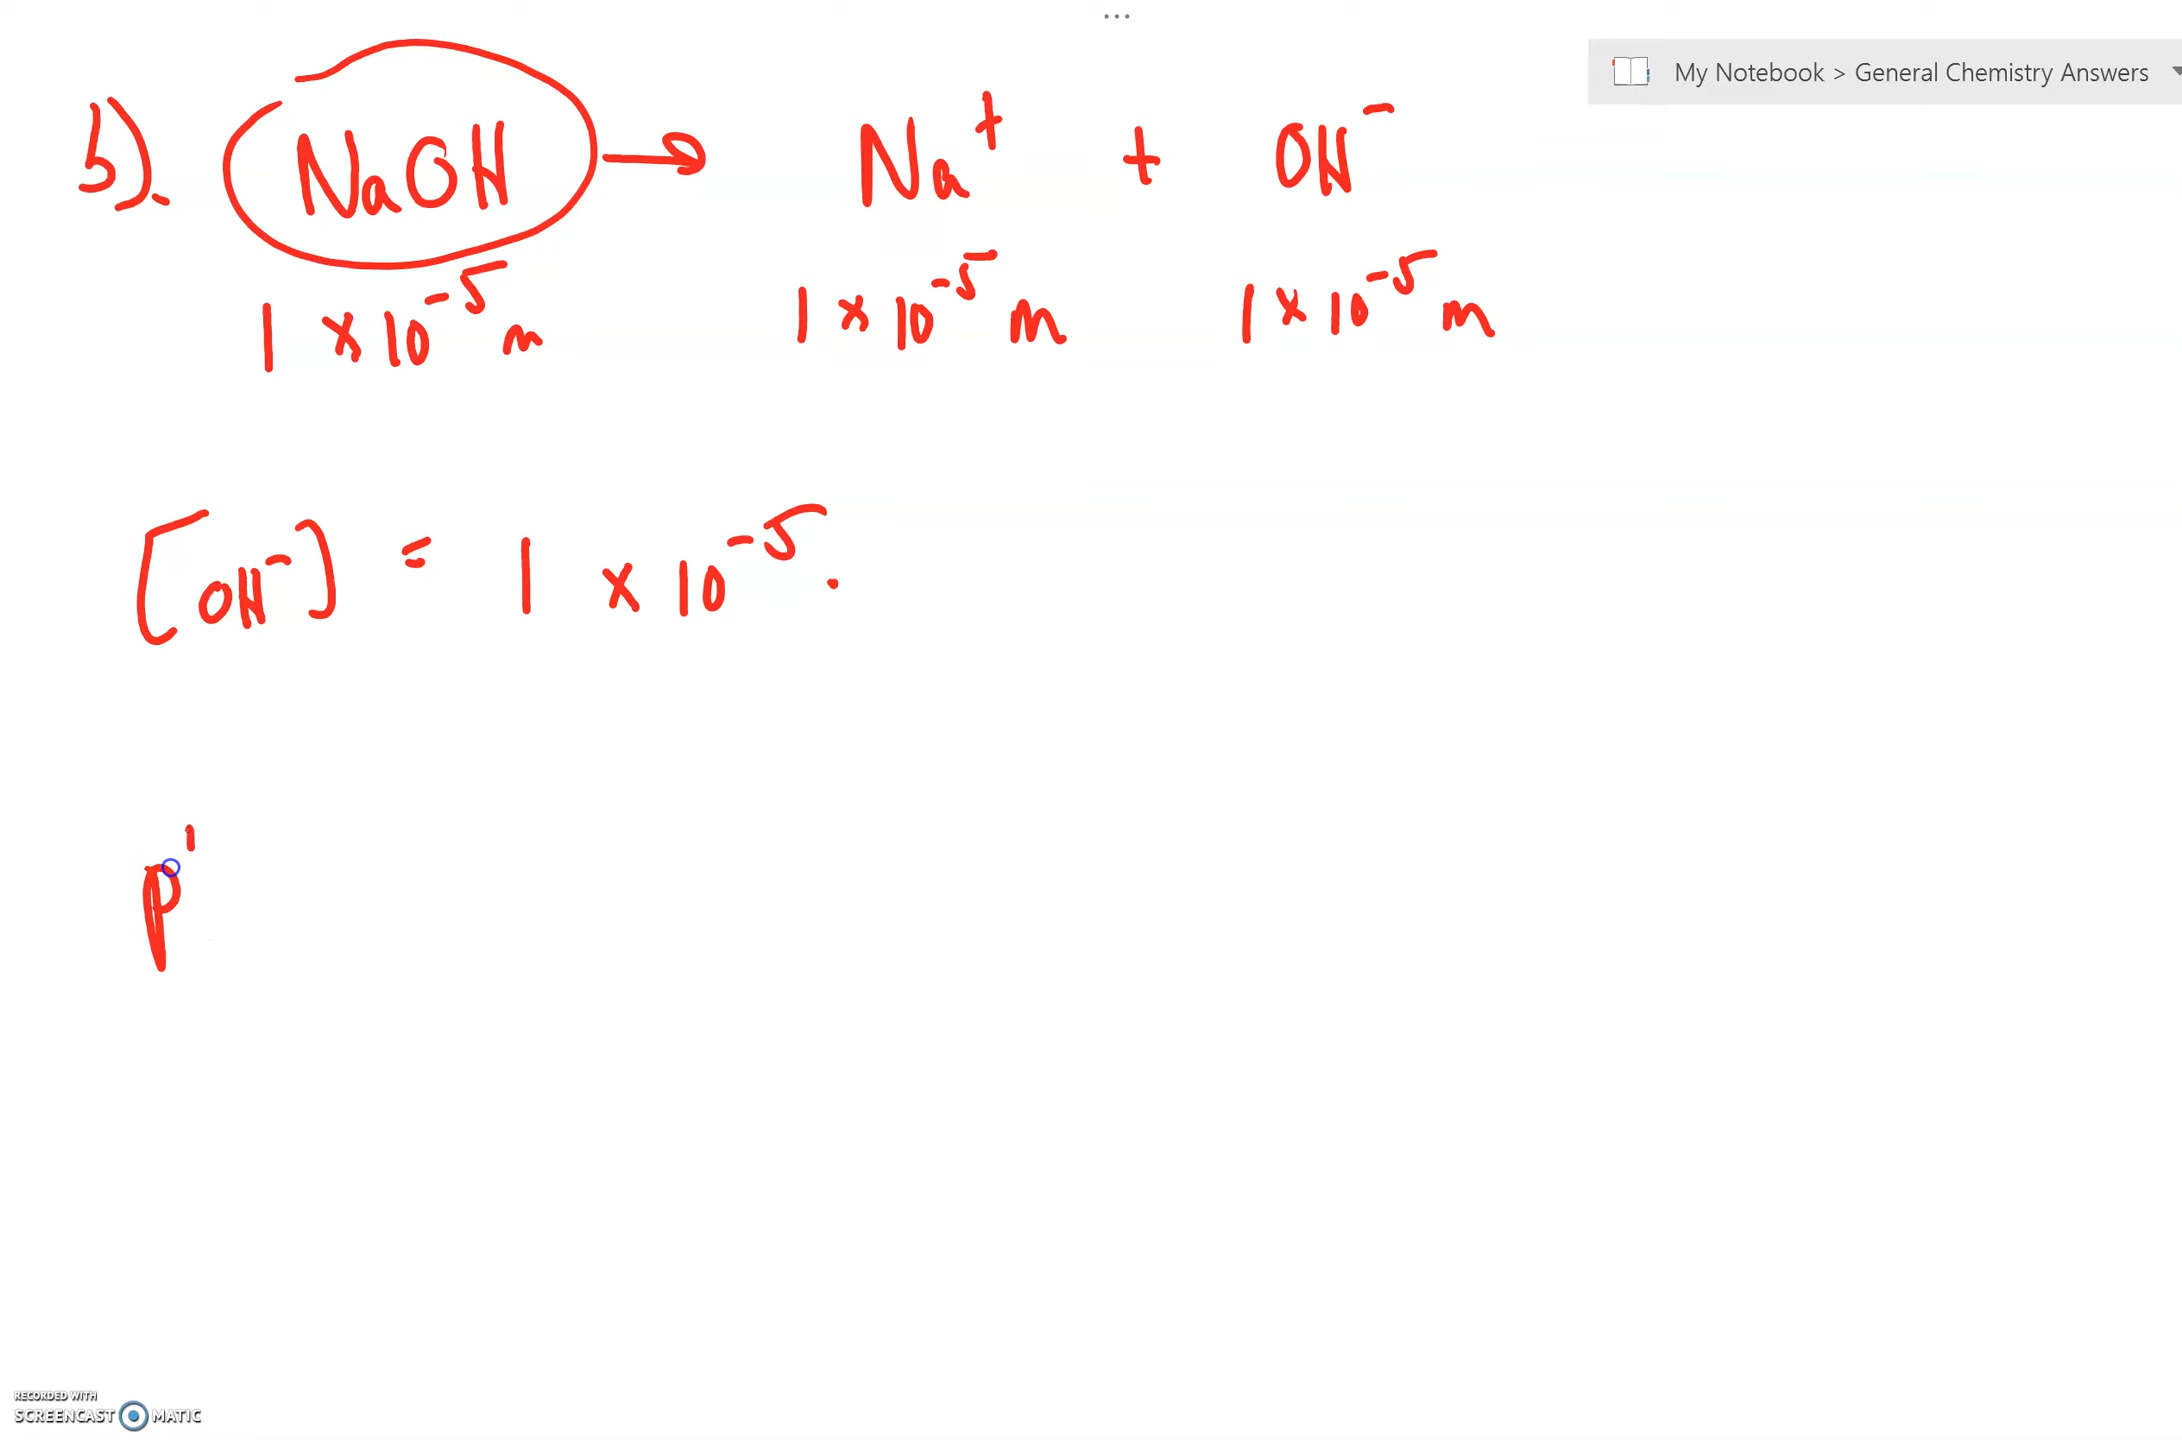 My Notebook > General Chemistry Answers
b). NaOH → Na⁺ + OH⁻
1 × 10⁻⁵ m 1 × 10⁻⁵ m 1 × 10⁻⁵ m
[OH⁻] = 1 × 10⁻⁵.
p
RECORDED WITH
SCREENCAST MATIC